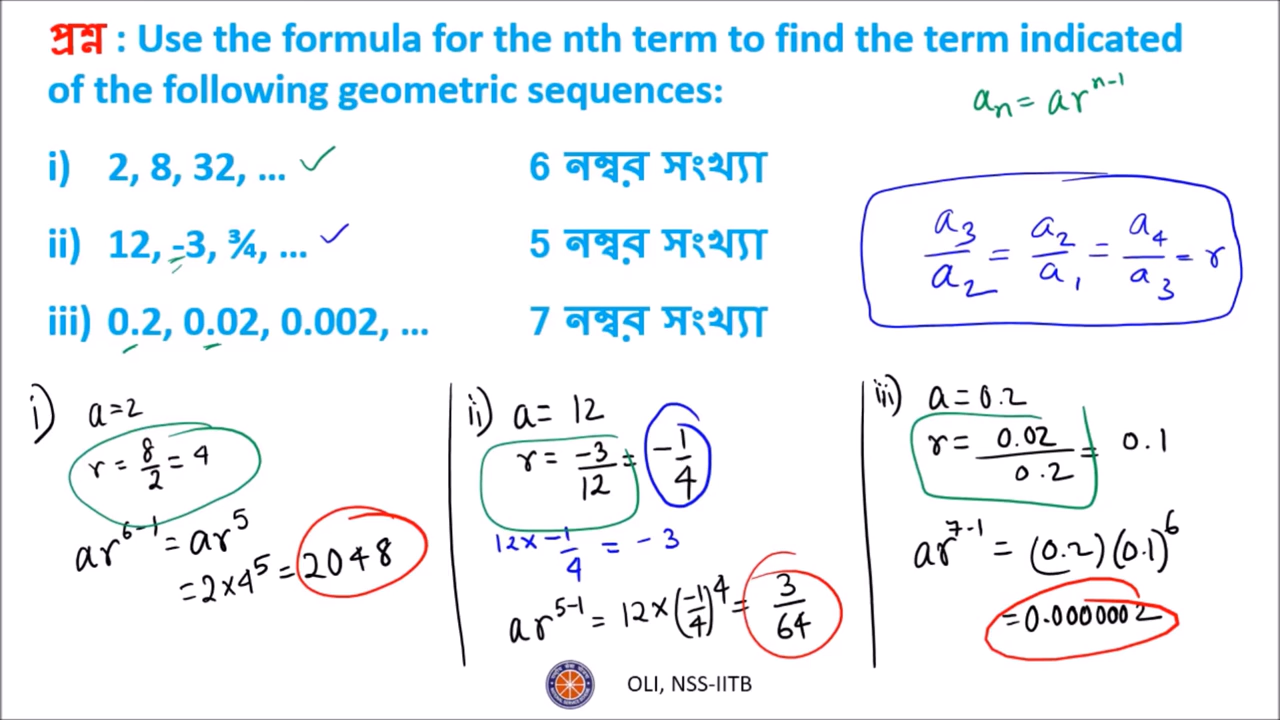 প্রশ্ন : Use the formula for the nth term to find the term indicated
of the following geometric sequences:
aₙ = arⁿ⁻¹
i) 2, 8, 32, ... ✓ 6 নম্বর সংখ্যা
ii) 12, -3, ¾, ... ✓ 5 নম্বর সংখ্যা
a₃/a₂ = a₂/a₁ = a₄/a₃ = r
iii) 0.2, 0.02, 0.002, ... 7 নম্বর সংখ্যা
i) a=2
r = 8/2 = 4
ar⁶⁻¹ = ar⁵
= 2×4⁵ = 2048
ii) a = 12
r = -3/12 = -1/4
12× -1/4 = -3
ar⁵⁻¹ = 12×(-1/4)⁴ = 3/64
iii) a = 0.2
r = 0.02/0.2 = 0.1
ar⁷⁻¹ = (0.2)(0.1)⁶
= 0.0000002
OLI, NSS-IITB